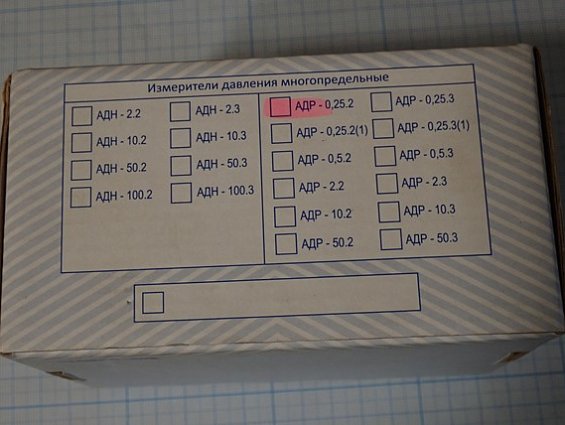 Измерители давления многопредельные
АДН - 2.2
АДН - 2.3
АДН - 10.2
АДН - 10.3
АДН - 50.2
АДН - 50.3
АДН - 100.2
АДН - 100.3
АДР - 0,25.2
АДР - 0,25.3
АДР - 0,25.2(1)
АДР - 0,25.3(1)
АДР - 0,5.2
АДР - 0,5.3
АДР - 2.2
АДР - 2.3
АДР - 10.2
АДР - 10.3
АДР - 50.2
АДР - 50.3